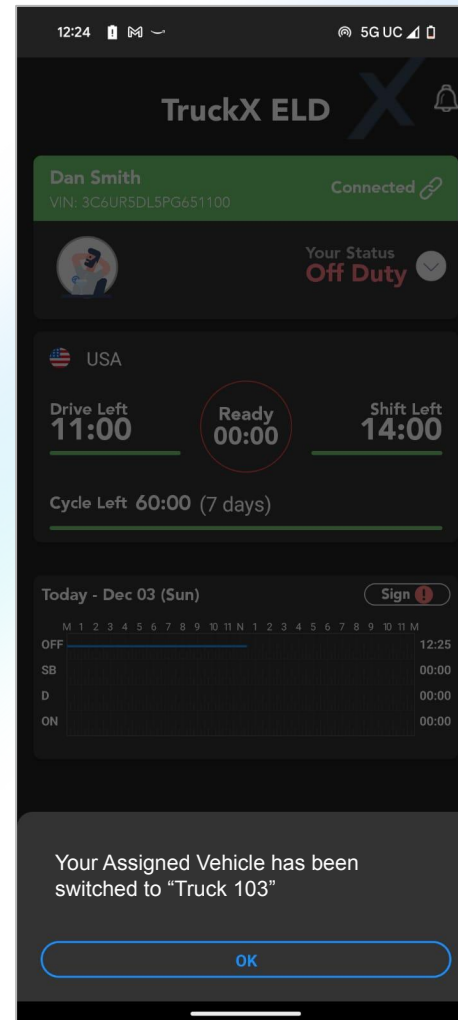 12:24 5G UC
TruckX ELD
Dan Smith Connected
VIN: 3C6UR5DL5PG651100
Your Status
Off Duty
USA
Drive Left Ready Shift Left
11:00 00:00 14:00
Cycle Left 60:00 (7 days)
Today - Dec 03 (Sun) Sign
M 1 2 3 4 5 6 7 8 9 10 11 N 1 2 3 4 5 6 7 8 9 10 11 M
OFF 12:25
SB 00:00
D 00:00
ON 00:00
Your Assigned Vehicle has been
switched to “Truck 103”
OK